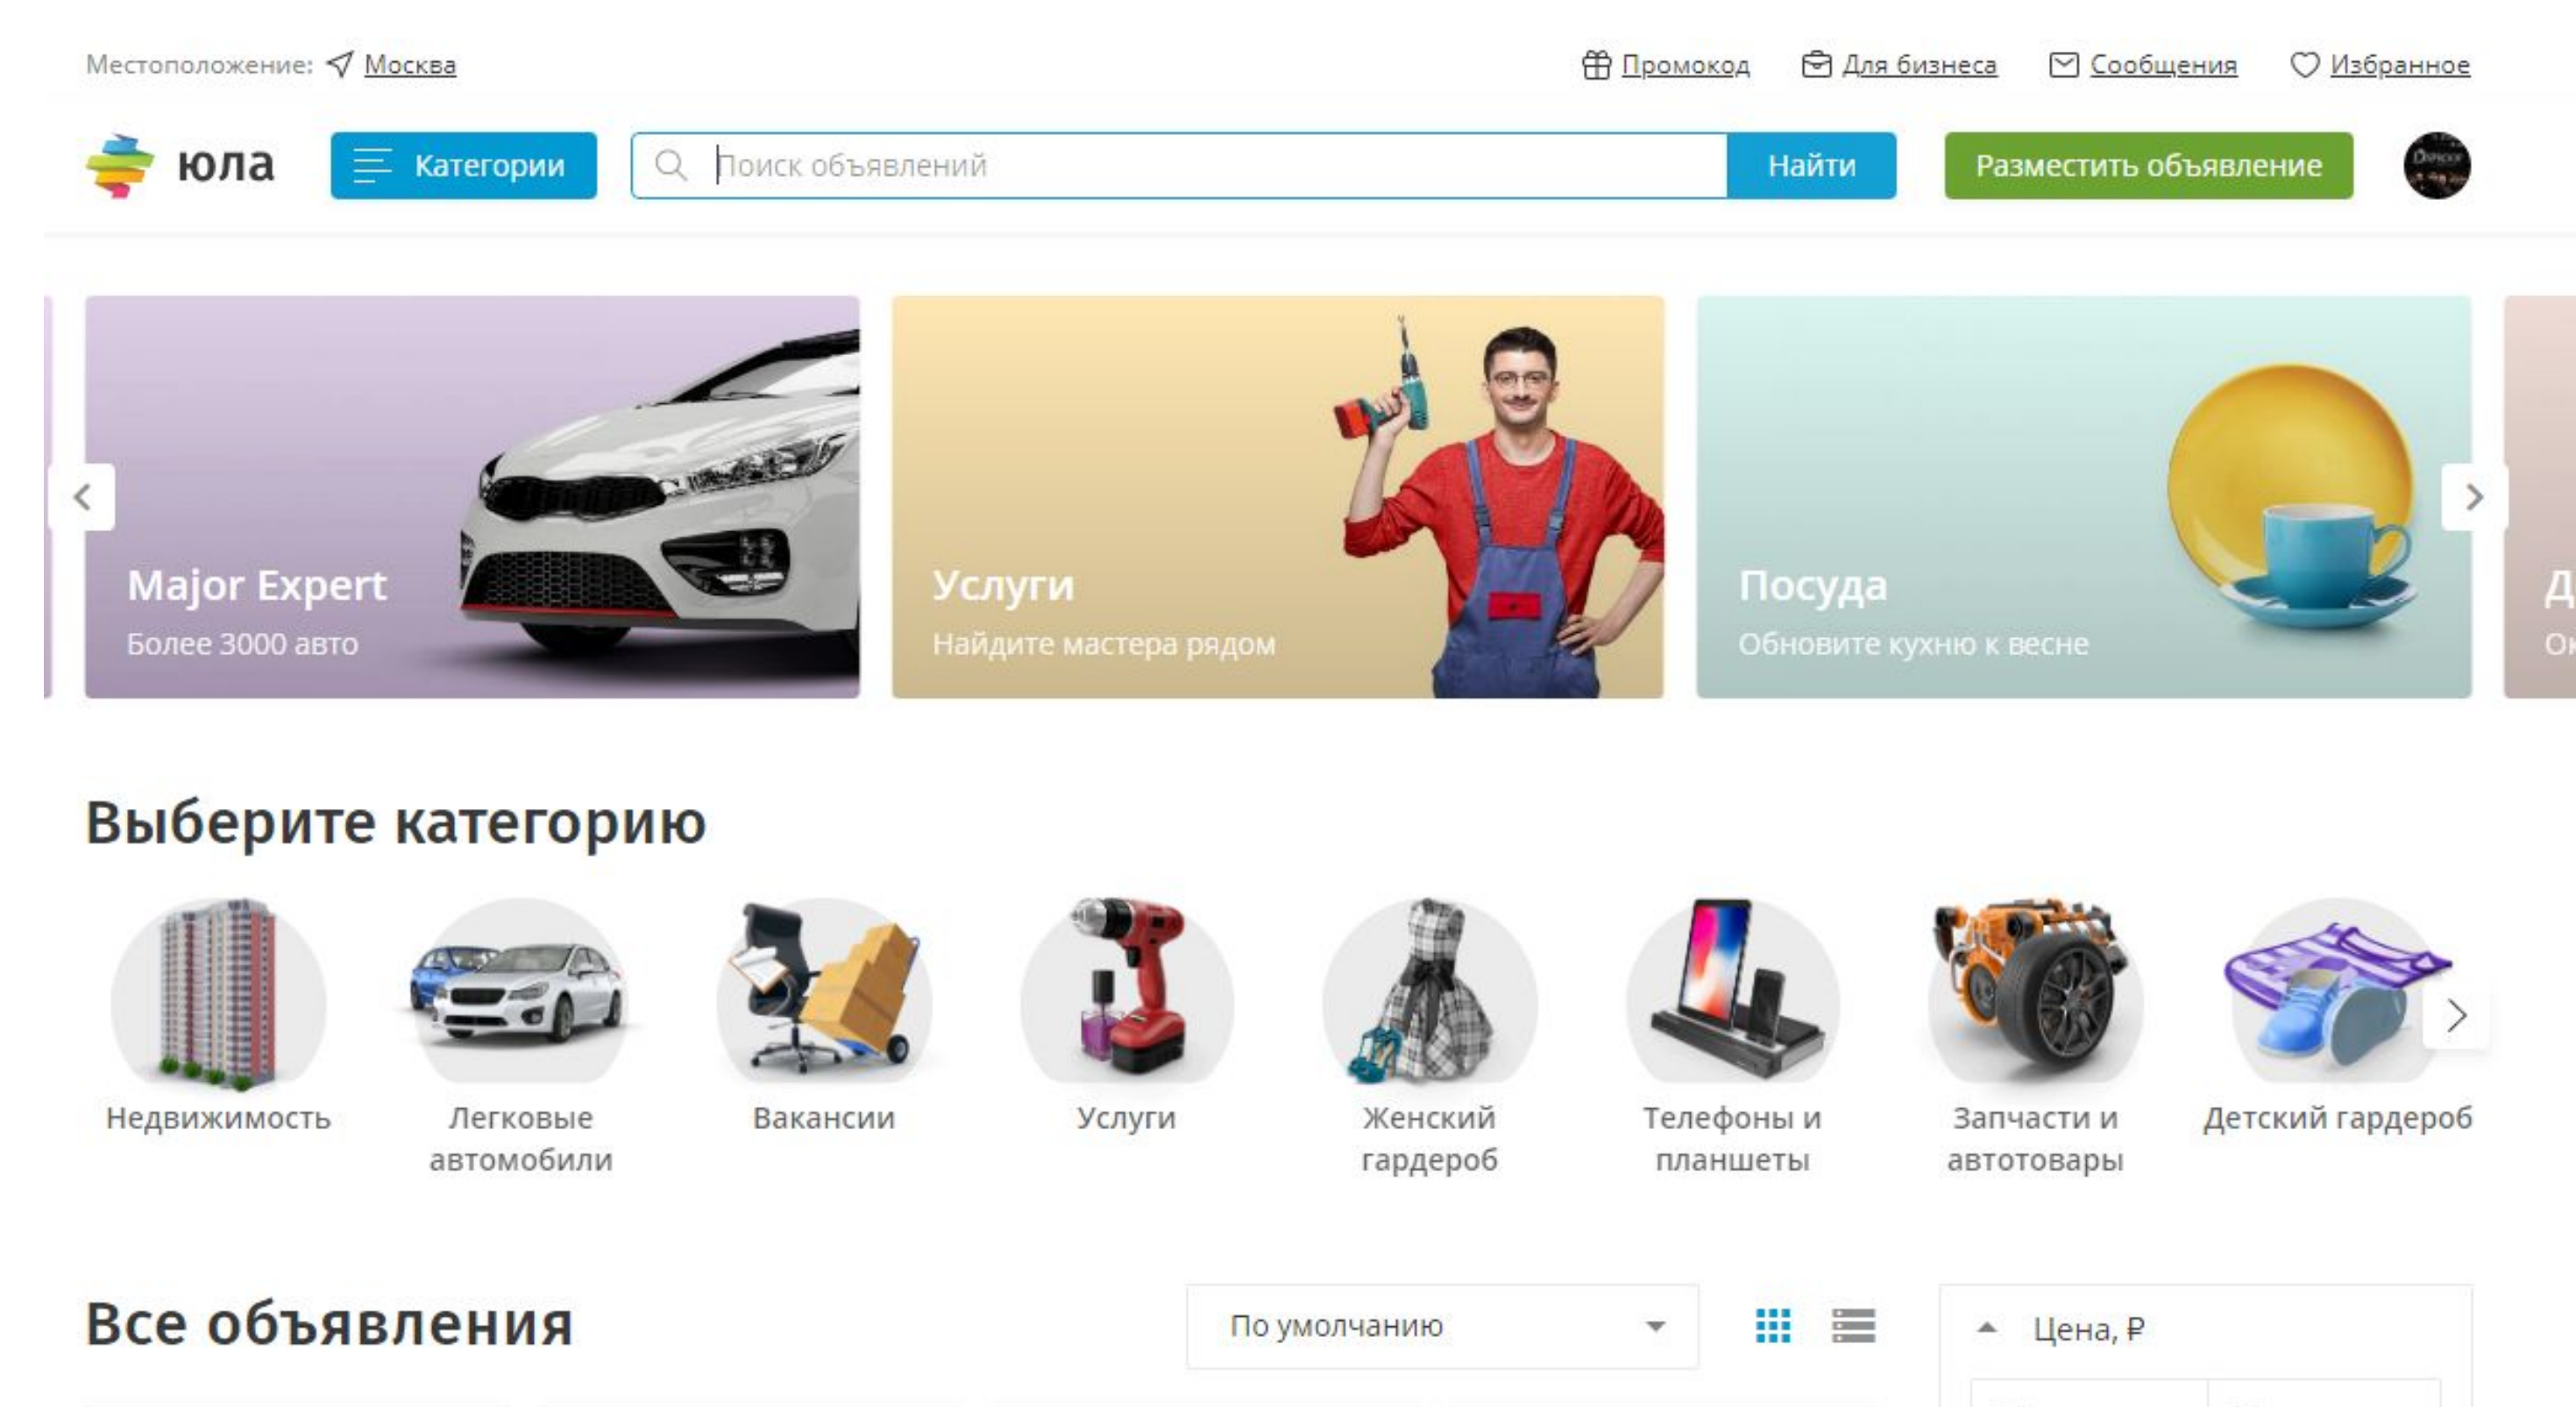 Местоположение: Москва
Промокод Для бизнеса Сообщения Избранное
юла Категории Поиск объявлений Найти Разместить объявление
Major Expert
Более 3000 авто
Услуги
Найдите мастера рядом
Посуда
Обновите кухню к весне
Выберите категорию
Недвижимость
Легковые
автомобили
Вакансии
Услуги
Женский
гардероб
Телефоны и
планшеты
Запчасти и
автотовары
Детский гардероб
Все объявления
По умолчанию
Цена, ₽